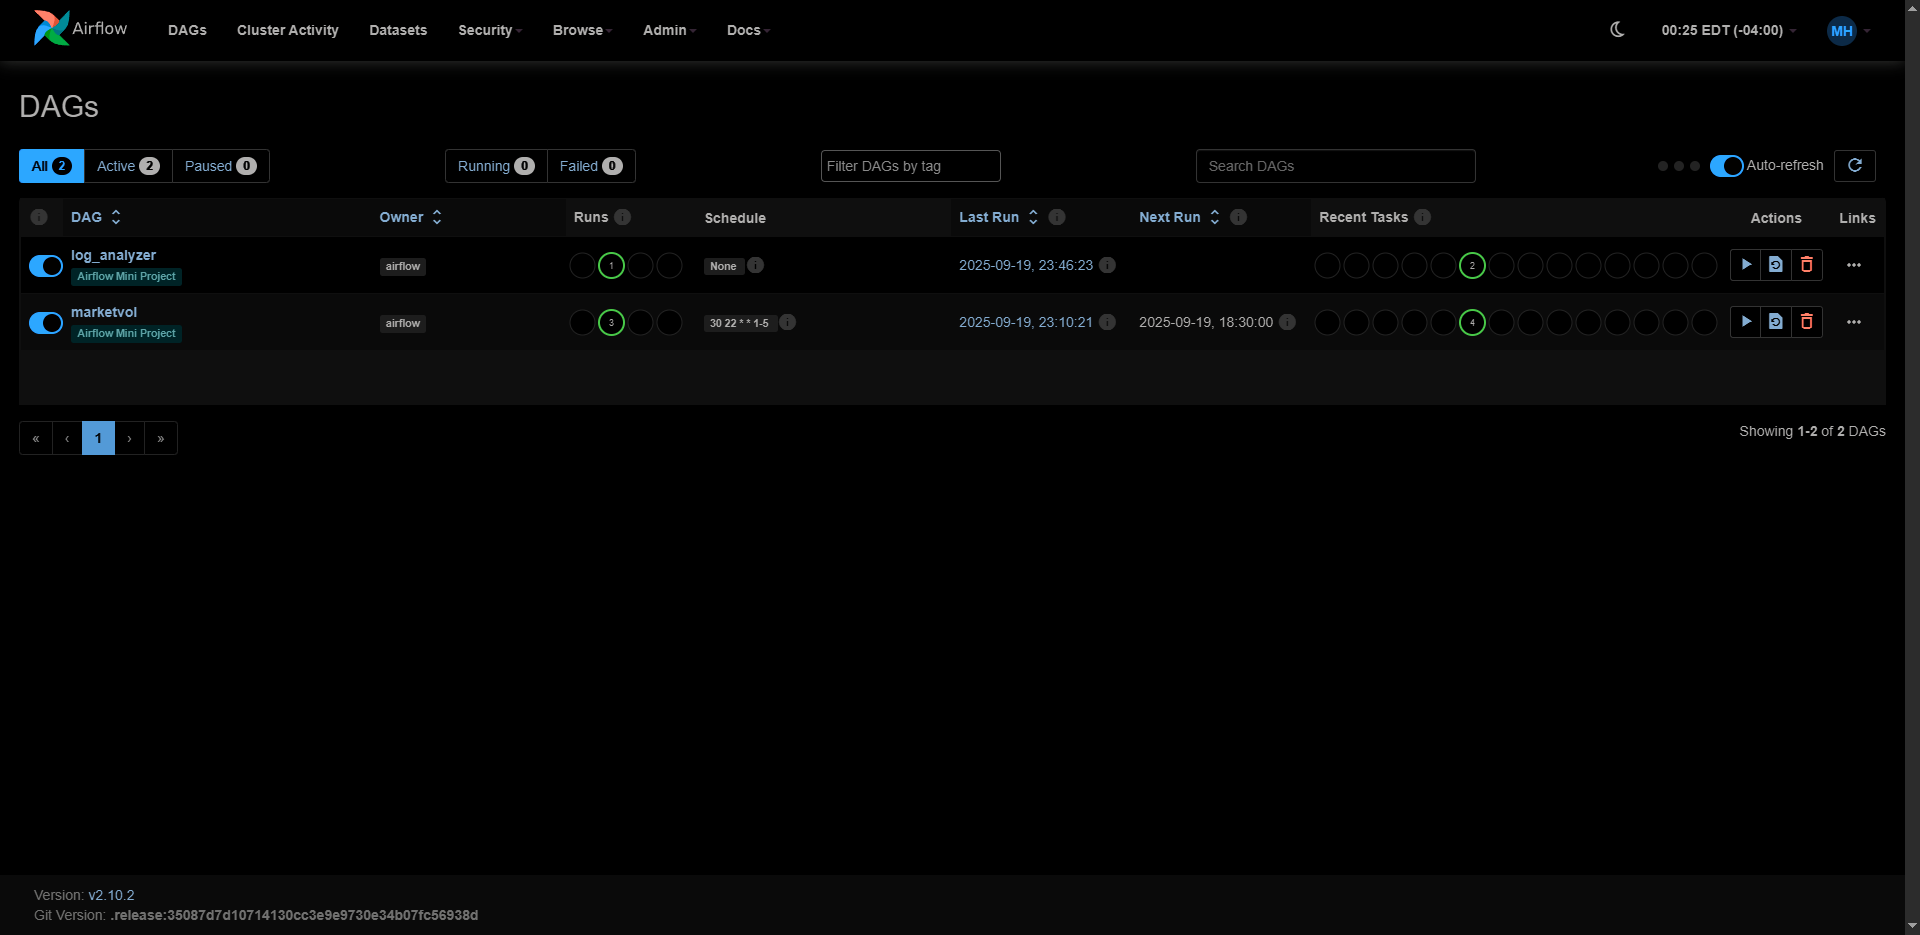 Airflow DAGs Cluster Activity Datasets Security Browse Admin Docs 00:25 EDT (-04:00) MH
DAGs
All 2 Active 2 Paused 0 Running 0 Failed 0 Filter DAGs by tag Search DAGs Auto-refresh
i DAG Owner Runs i Schedule Last Run i Next Run i Recent Tasks i Actions Links
log_analyzer
Airflow Mini Project
airflow 1 None i 2025-09-19, 23:46:23 i 2
marketvol
Airflow Mini Project
airflow 3 30 22 * * 1-5 i 2025-09-19, 23:10:21 i 2025-09-19, 18:30:00 i 4
« ‹ 1 › »
Showing 1-2 of 2 DAGs
Version: v2.10.2
Git Version: .release:35087d7d10714130cc3e9e9730e34b07fc56938d